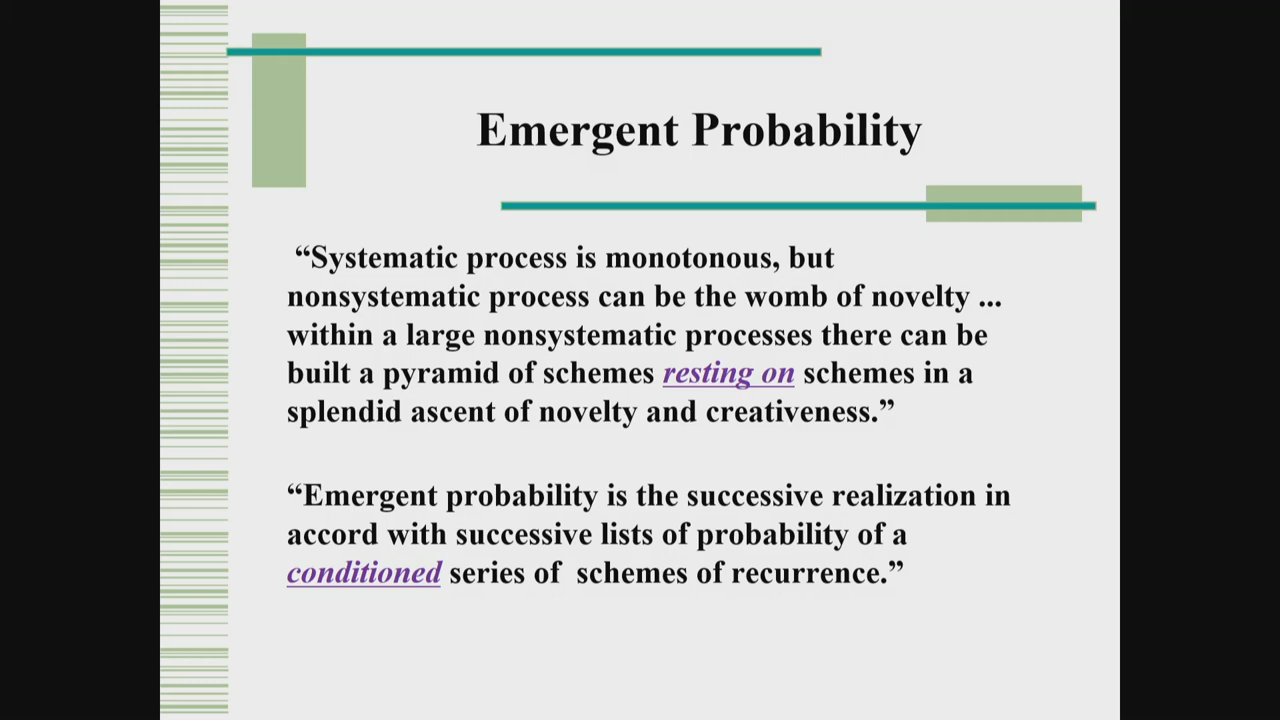 Emergent Probability
“Systematic process is monotonous, but
nonsystematic process can be the womb of novelty ...
within a large nonsystematic processes there can be
built a pyramid of schemes resting on schemes in a
splendid ascent of novelty and creativeness.”
“Emergent probability is the successive realization in
accord with successive lists of probability of a
conditioned series of schemes of recurrence.”